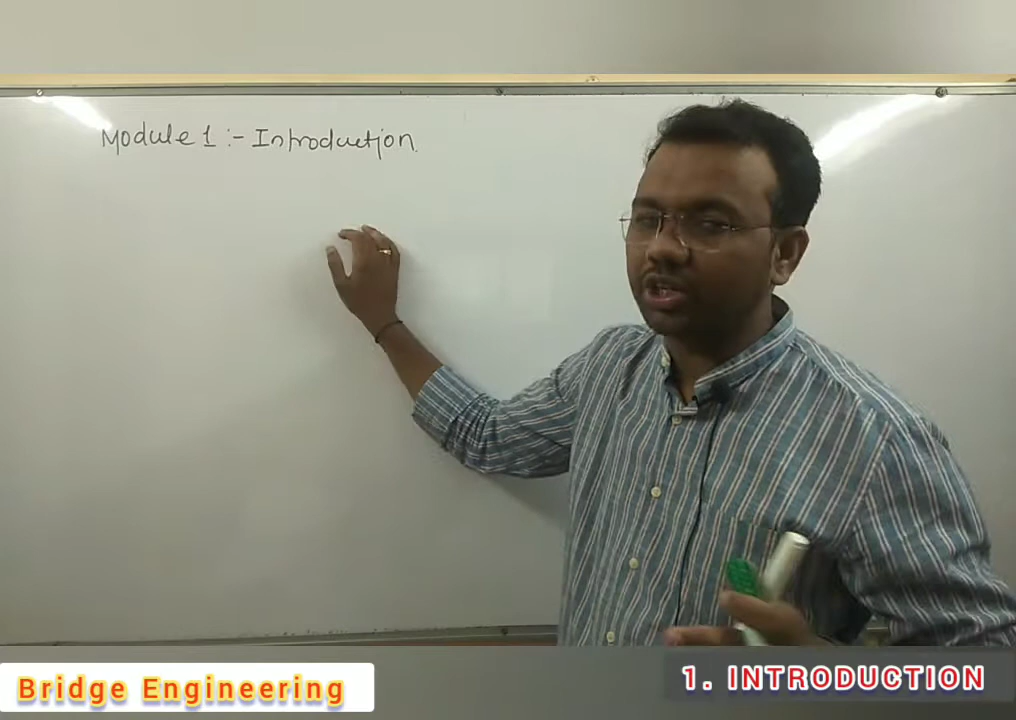 Module 1 :- Introduction.
Bridge Engineering
1. INTRODUCTION